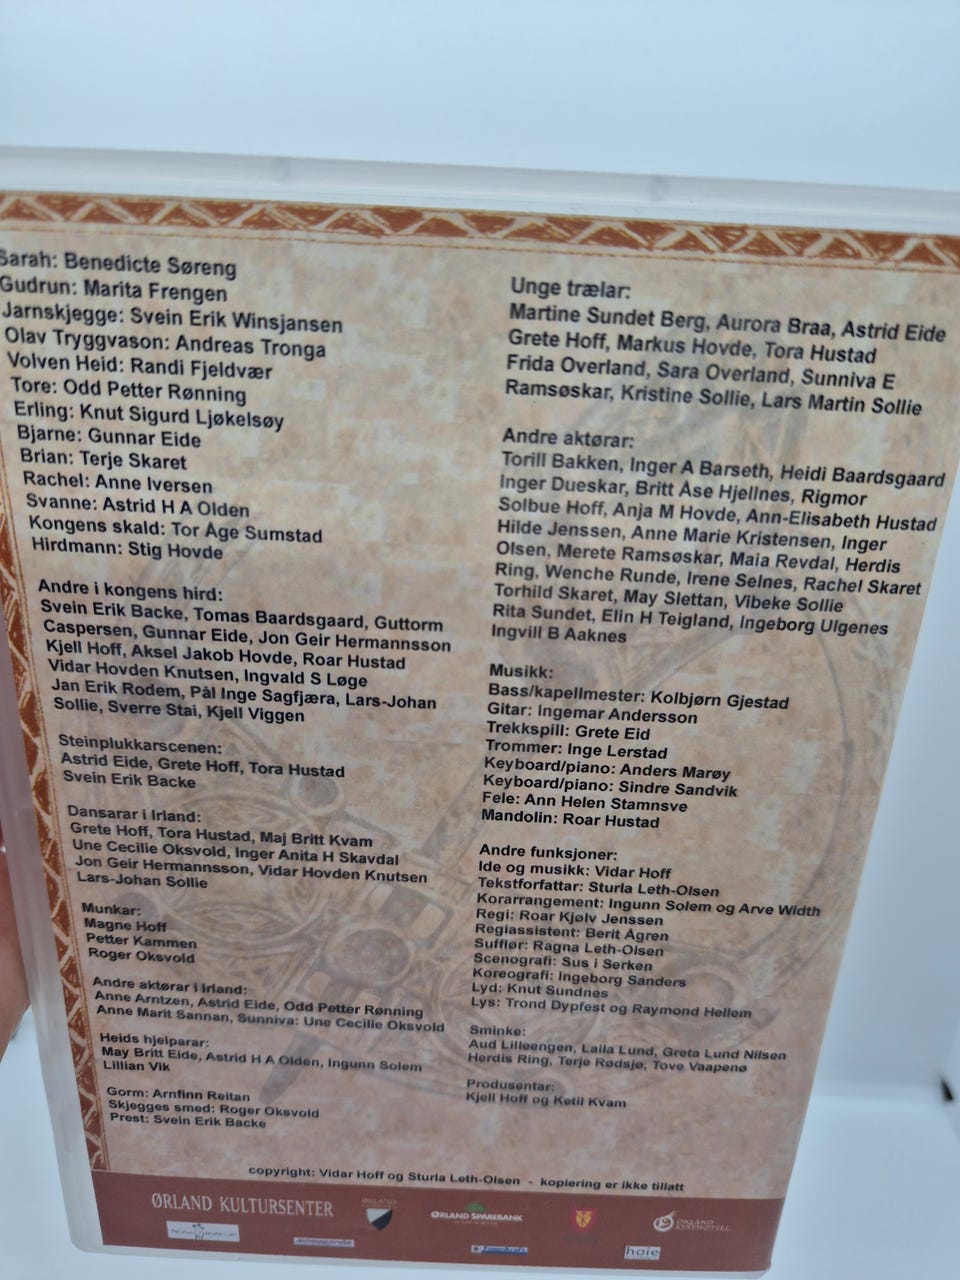 Sarah: Benedicte Søreng
Gudrun: Marita Frengen
Jarnskjegge: Svein Erik Winsjansen
Olav Tryggvason: Andreas Tronga
Volven Heid: Randi Fjeldvær
Tore: Odd Petter Rønning
Erling: Knut Sigurd Ljøkelsøy
Bjarne: Gunnar Eide
Brian: Terje Skaret
Rachel: Anne Iversen
Svanne: Astrid H A Olden
Kongens skald: Tor Åge Sumstad
Hirdmann: Stig Hovde
Andre i kongens hird:
Svein Erik Backe, Tomas Baardsgaard, Guttorm
Caspersen, Gunnar Eide, Jon Geir Hermannsson
Kjell Hoff, Aksel Jakob Hovde, Roar Hustad
Vidar Hovden Knutsen, Ingvald S Løge
Jan Erik Rodem, Pål Inge Sagfjæra, Lars-Johan
Sollie, Sverre Stai, Kjell Viggen
Steinplukkarscenen:
Astrid Eide, Grete Hoff, Tora Hustad
Svein Erik Backe
Dansarar i Irland:
Grete Hoff, Tora Hustad, Maj Britt Kvam
Une Cecilie Oksvold, Inger Anita H Skavdal
Jon Geir Hermannsson, Vidar Hovden Knutsen
Lars-Johan Sollie
Munkar:
Magne Hoff
Petter Kammen
Roger Oksvold
Andre aktørar i Irland:
Anne Arntzen, Astrid Eide, Odd Petter Rønning
Anne Marit Sannan, Sunniva: Une Cecilie Oksvold
Heids hjelparar:
May Britt Eide, Astrid H A Olden, Ingunn Solem
Lillian Vik
Gorm: Arnfinn Reitan
Skjegges smed: Roger Oksvold
Prest: Svein Erik Backe
Unge trælar:
Martine Sundet Berg, Aurora Braa, Astrid Eide
Grete Hoff, Markus Hovde, Tora Hustad
Frida Overland, Sara Overland, Sunniva E
Ramsøskar, Kristine Sollie, Lars Martin Sollie
Andre aktørar:
Torill Bakken, Inger A Barseth, Heidi Baardsgaard
Inger Dueskar, Britt Åse Hjellnes, Rigmor
Solbue Hoff, Anja M Hovde, Ann-Elisabeth Hustad
Hilde Jenssen, Anne Marie Kristensen, Inger
Olsen, Merete Ramsøskar, Maia Revdal, Herdis
Ring, Wenche Runde, Irene Selnes, Rachel Skaret
Torhild Skaret, May Slettan, Vibeke Sollie
Rita Sundet, Elin H Teigland, Ingeborg Ulgenes
Ingvill B Aaknes
Musikk:
Bass/kapellmester: Kolbjørn Gjestad
Gitar: Ingemar Andersson
Trekkspill: Grete Eid
Trommer: Inge Lerstad
Keyboard/piano: Anders Marøy
Keyboard/piano: Sindre Sandvik
Fele: Ann Helen Stamnsve
Mandolin: Roar Hustad
Andre funksjoner:
Ide og musikk: Vidar Hoff
Tekstforfattar: Sturla Leth-Olsen
Korarrangement: Ingunn Solem og Arve Width
Regi: Roar Kjølv Jenssen
Regiassistent: Berit Ågren
Sufflør: Ragna Leth-Olsen
Scenografi: Sus i Serken
Koreografi: Ingeborg Sanders
Lyd: Knut Sundnes
Lys: Trond Dypfest og Raymond Hellem
Sminke:
Aud Lilleengen, Laila Lund, Greta Lund Nilsen
Herdis Ring, Terje Rødsjø, Tove Vaapenø
Produsentar:
Kjell Hoff og Ketil Kvam
copyright: Vidar Hoff og Sturla Leth-Olsen - kopiering er ikke tillatt
ØRLAND KULTURSENTER
ØRLAND SPAREBANK
ØRLAND
KYSTHOTELL
FosenKraft
hoie